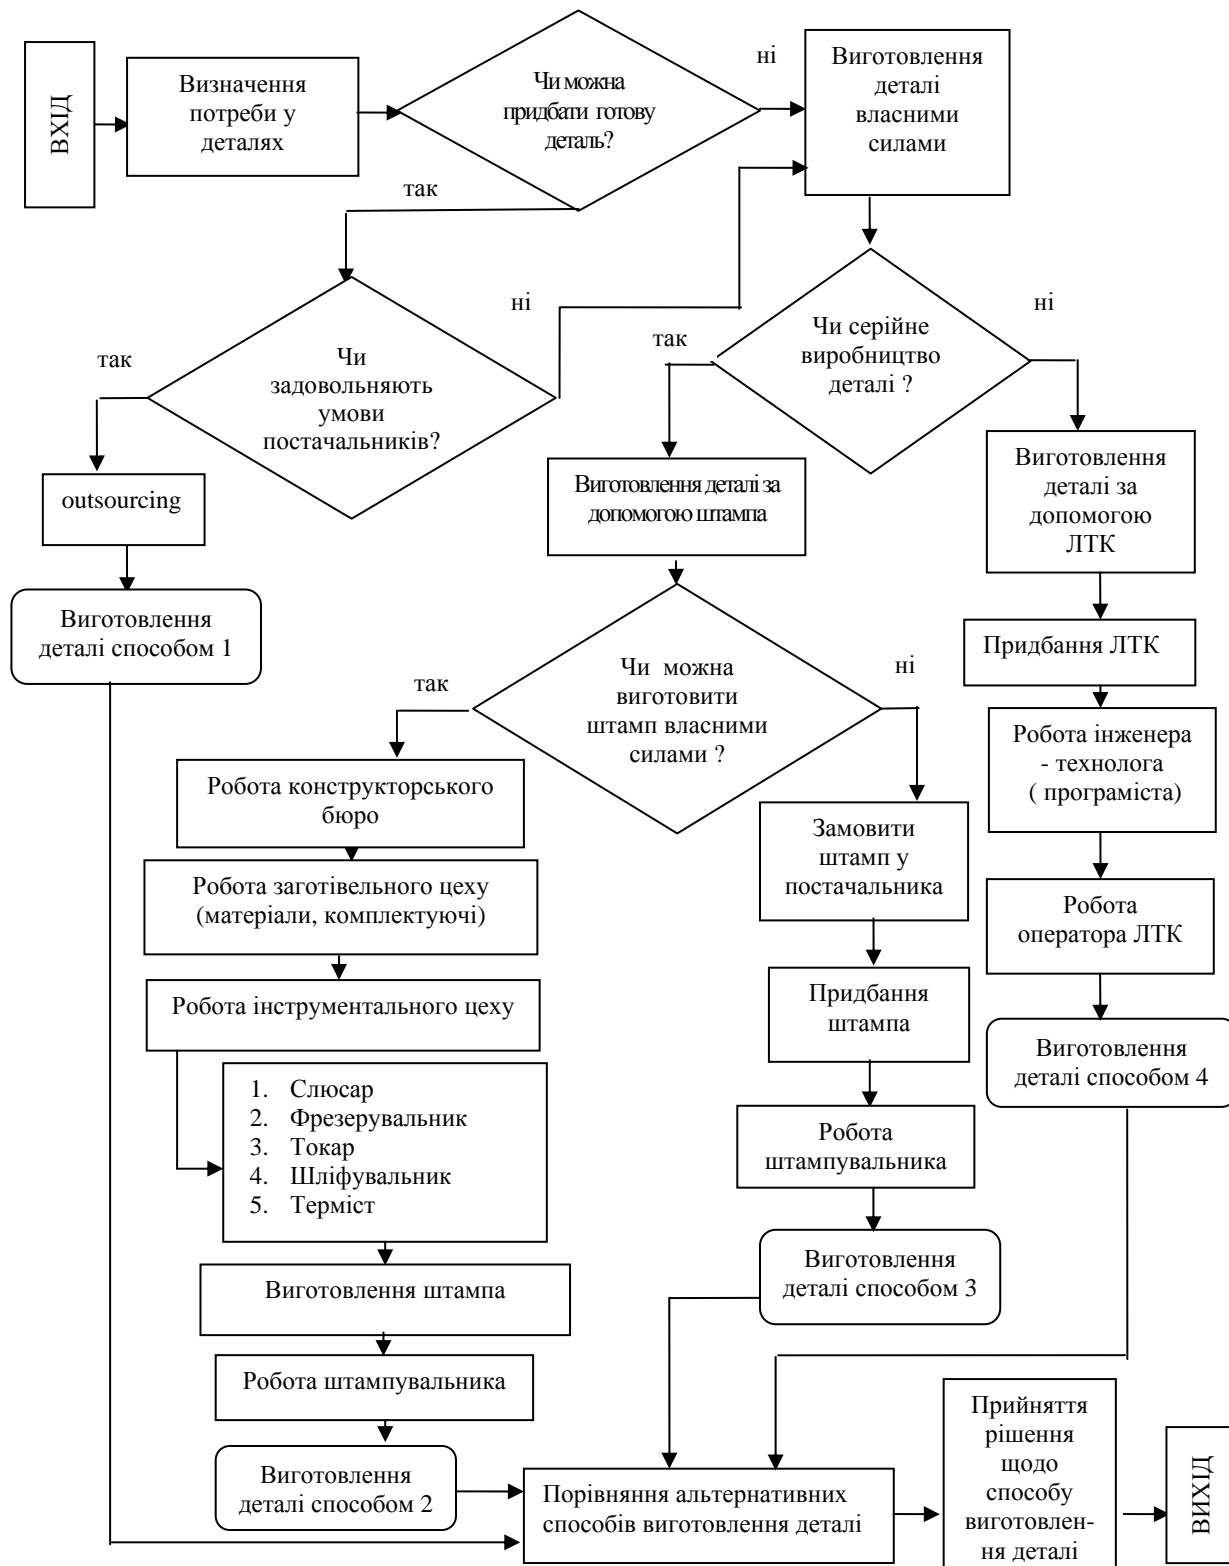 ВХІД
Визначення
потреби у
деталях
Чи можна
придбати готову
деталь?
ні
Виготовлення
деталі
власними
силами
так
Чи
задовольняють
умови
постачальників?
ні
так
Чи серійне
виробництво
деталі ?
ні
так
outsourcing
Виготовлення деталі за
допомогою штампа
Виготовлення
деталі за
допомогою
ЛТК
Виготовлення
деталі способом 1
Придбання ЛТК
Чи можна
виготовити
штамп власними
силами ?
ні
так
Робота інженера
- технолога
( програміста)
Робота конструкторського
бюро
Замовити
штамп у
постачальника
Робота заготівельного цеху
(матеріали, комплектуючі)
Робота
оператора ЛТК
Робота інструментального цеху
Придбання
штампа
Виготовлення
деталі способом 4
1. Слюсар
2. Фрезерувальник
3. Токар
4. Шліфувальник
5. Терміст
Робота
штампувальника
Виготовлення штампа
Виготовлення
деталі способом 3
Робота штампувальника
Виготовлення
деталі способом 2
Порівняння альтернативних
способів виготовлення деталі
Прийняття
рішення
щодо
способу
виготовлен-
ня деталі
ВИХІД